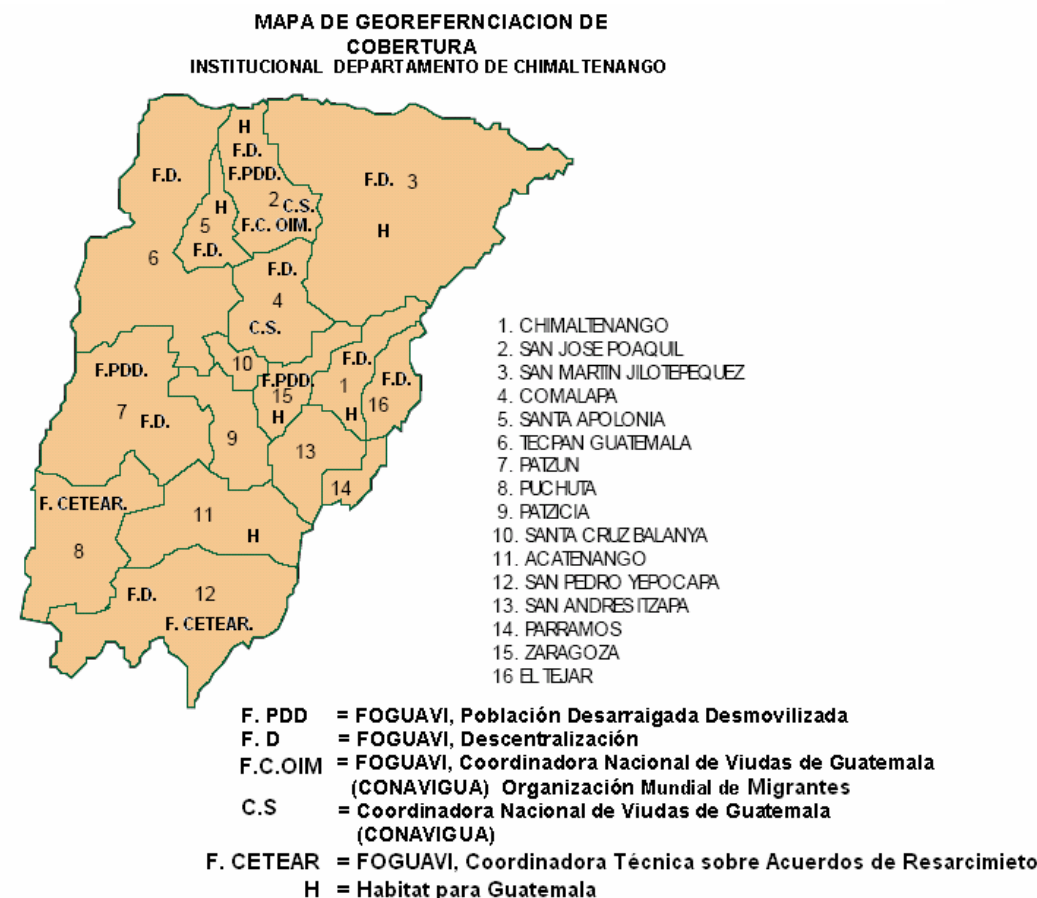 MAPA DE GEOREFERNCIACION DE
COBERTURA
INSTITUCIONAL DEPARTAMENTO DE CHIMALTENANGO
H
F.D.
F.PDD.
F.D.
F.D. 3
2 C.S.
H
5
F.C. OIM.
H
F.D.
6
F.D.
4
C.S.
10
F.PDD.
F.D.
F.PDD.
1
F.D.
15
16
7
F.D.
H
H
9
13
14
F. CETEAR.
11
H
8
F.D.
12
F. CETEAR.
1. CHIMALTENANGO
2. SAN JOSE POAQUIL
3. SAN MARTIN JILOTEPEQUEZ
4. COMALAPA
5. SANTA APOLONIA
6. TECPAN GUATEMALA
7. PATZUN
8. PUCHUTA
9. PATZICIA
10. SANTA CRUZ BALANYA
11. ACATENANGO
12. SAN PEDRO YEPOCAPA
13. SAN ANDRES ITZAPA
14. PARRAMOS
15. ZARAGOZA
16 EL TEJAR
F. PDD = FOGUAVI, Población Desarraigada Desmovilizada
F. D = FOGUAVI, Descentralización
F.C.OIM = FOGUAVI, Coordinadora Nacional de Viudas de Guatemala
(CONAVIGUA) Organización Mundial de Migrantes
C.S = Coordinadora Nacional de Viudas de Guatemala
(CONAVIGUA)
F. CETEAR = FOGUAVI, Coordinadora Técnica sobre Acuerdos de Resarcimieto
H = Habitat para Guatemala